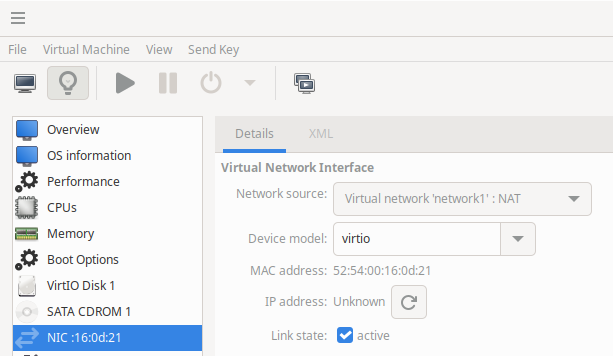 File Virtual Machine View Send Key
Overview
OS information
Performance
CPUs
Memory
Boot Options
VirtIO Disk 1
SATA CDROM 1
NIC :16:0d:21
Details XML
Virtual Network Interface
Network source: Virtual network 'network1' : NAT
Device model: virtio
MAC address: 52:54:00:16:0d:21
IP address: Unknown
Link state: active